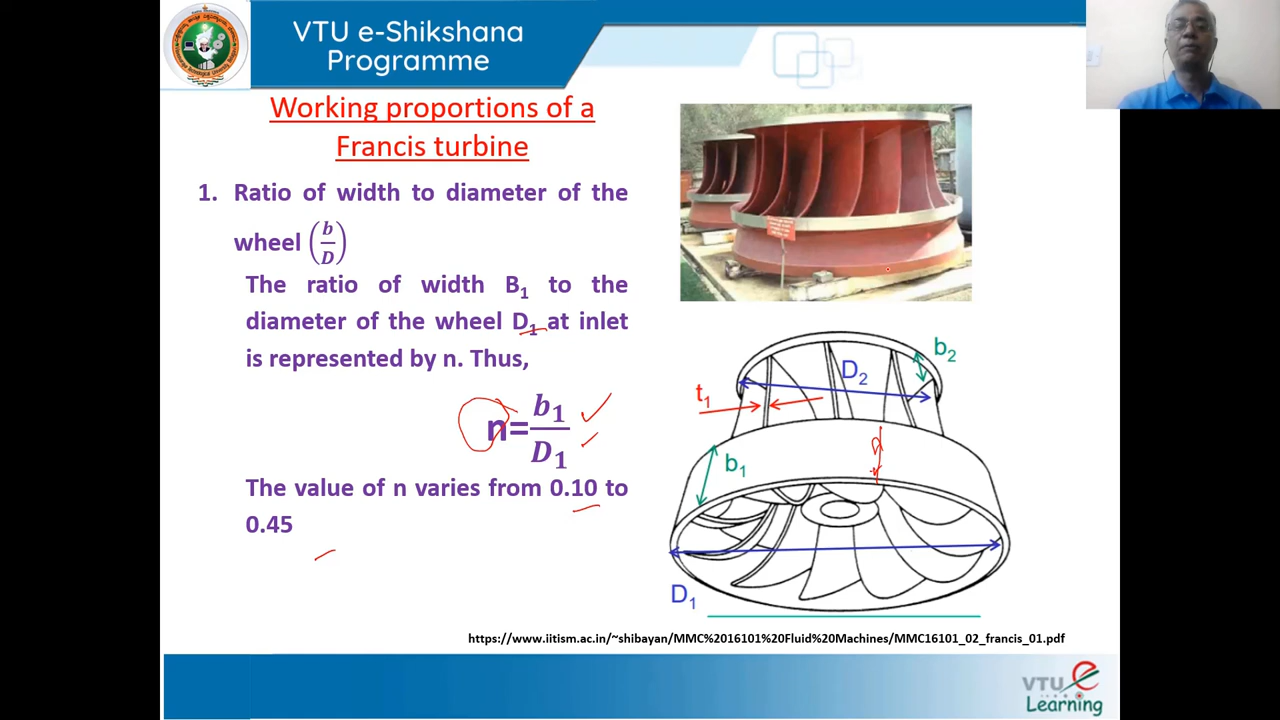 VTU e-Shikshana
Programme
Working proportions of a
Francis turbine
1. Ratio of width to diameter of the
wheel (b/D)
The ratio of width B₁ to the
diameter of the wheel D₁ at inlet
is represented by n. Thus,
n=b₁/D₁
The value of n varies from 0.10 to
0.45
b₂
D₂
t₁
b₁
D₁
https://www.iitism.ac.in/~shibayan/MMC%2016101%20Fluid%20Machines/MMC16101_02_francis_01.pdf
VTU e
Learning